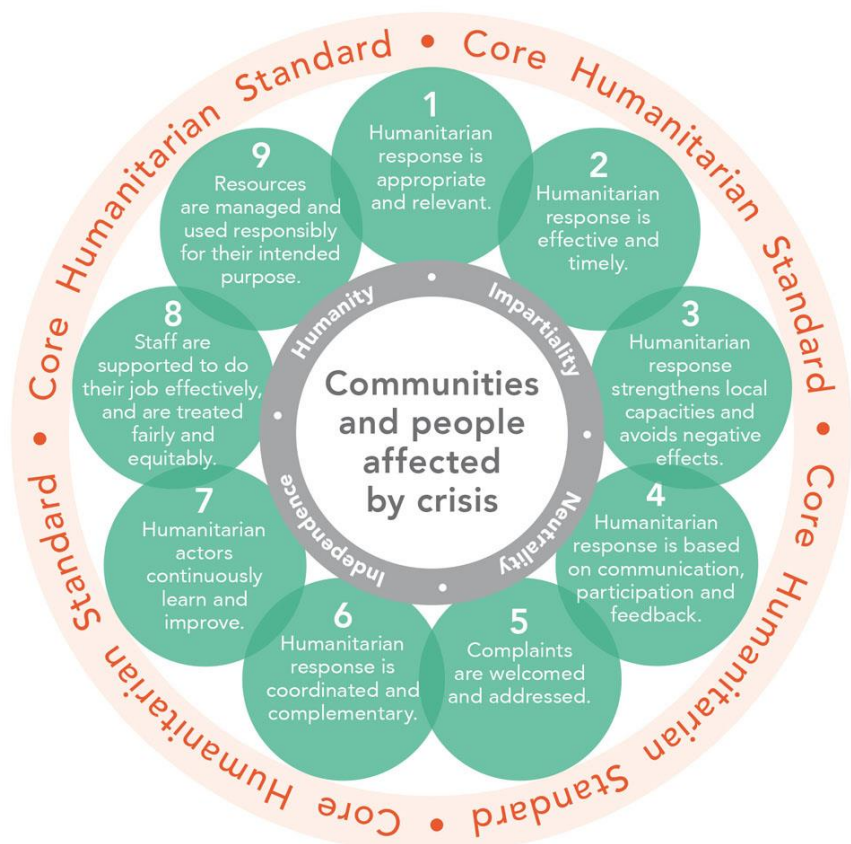 Core Humanitarian Standard • Core Humanitarian Standard • Core Humanitarian Standard • Core Humanitarian Standard •
1
Humanitarian
response is
appropriate
and relevant.
2
Humanitarian
response is
effective and
timely.
3
Humanitarian
response
strengthens local
capacities and
avoids negative
effects.
4
Humanitarian
response is based
on communication,
participation and
feedback.
5
Complaints
are welcomed
and addressed.
6
Humanitarian
response is
coordinated and
complementary.
7
Humanitarian
actors
continuously
learn and
improve.
8
Staff are
supported to do
their job effectively,
and are treated
fairly and
equitably.
9
Resources
are managed and
used responsibly
for their intended
purpose.
Humanity • Impartiality • Neutrality • Independence •
Communities
and people
affected
by crisis